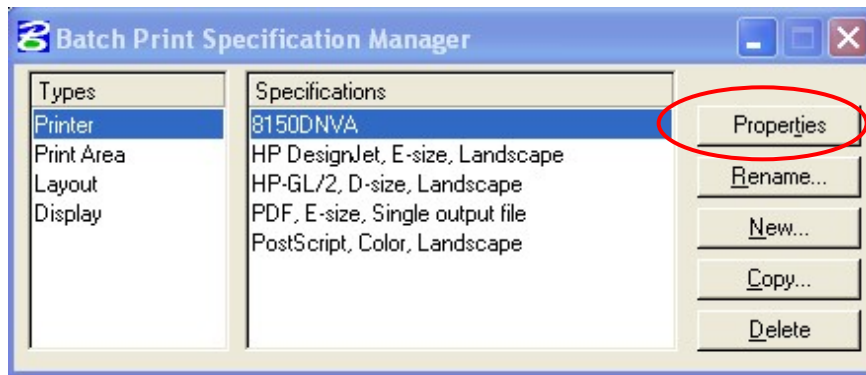 Batch Print Specification Manager
Types
Specifications
Printer
Print Area
Layout
Display
8150DNVA
HP DesignJet, E-size, Landscape
HP-GL/2, D-size, Landscape
PDF, E-size, Single output file
PostScript, Color, Landscape
Properties
Rename...
New...
Copy...
Delete